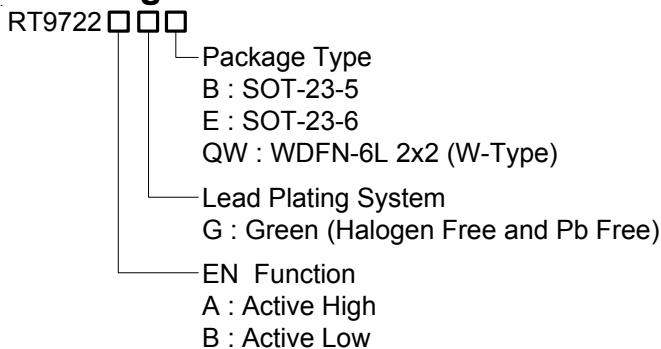 RT9722
Package Type
B : SOT-23-5
E : SOT-23-6
QW : WDFN-6L 2x2 (W-Type)
Lead Plating System
G : Green (Halogen Free and Pb Free)
EN Function
A : Active High
B : Active Low